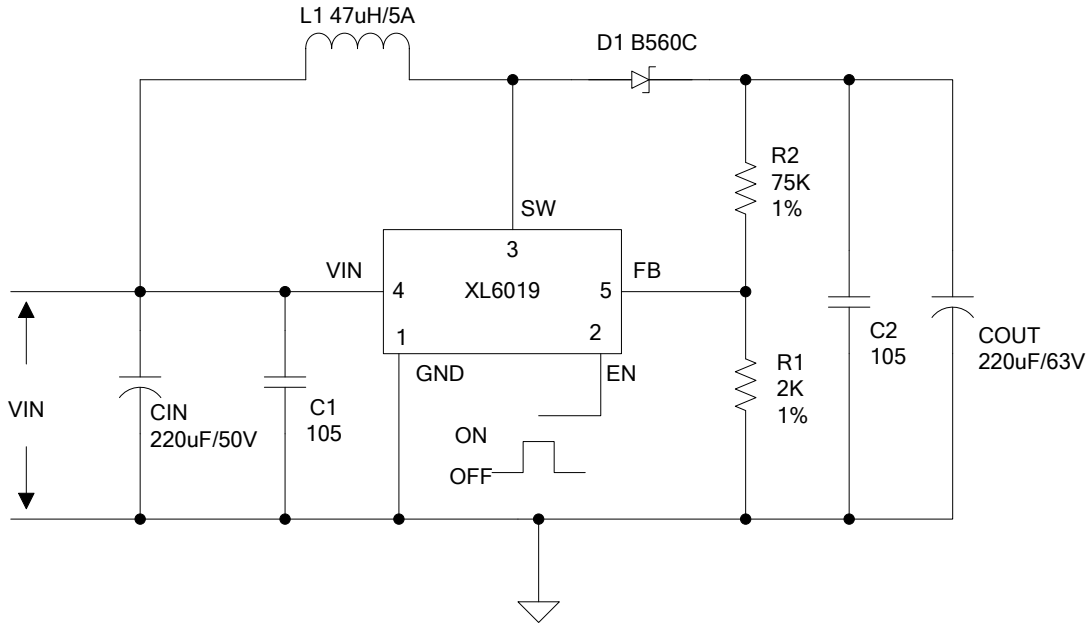 L1 47uH/5A
D1 B560C
R2
75K
1%
SW
3
VIN
FB
4
XL6019
5
1
2
GND
EN
VIN
CIN
220uF/50V
C1
105
ON
OFF
R1
2K
1%
C2
105
COUT
220uF/63V